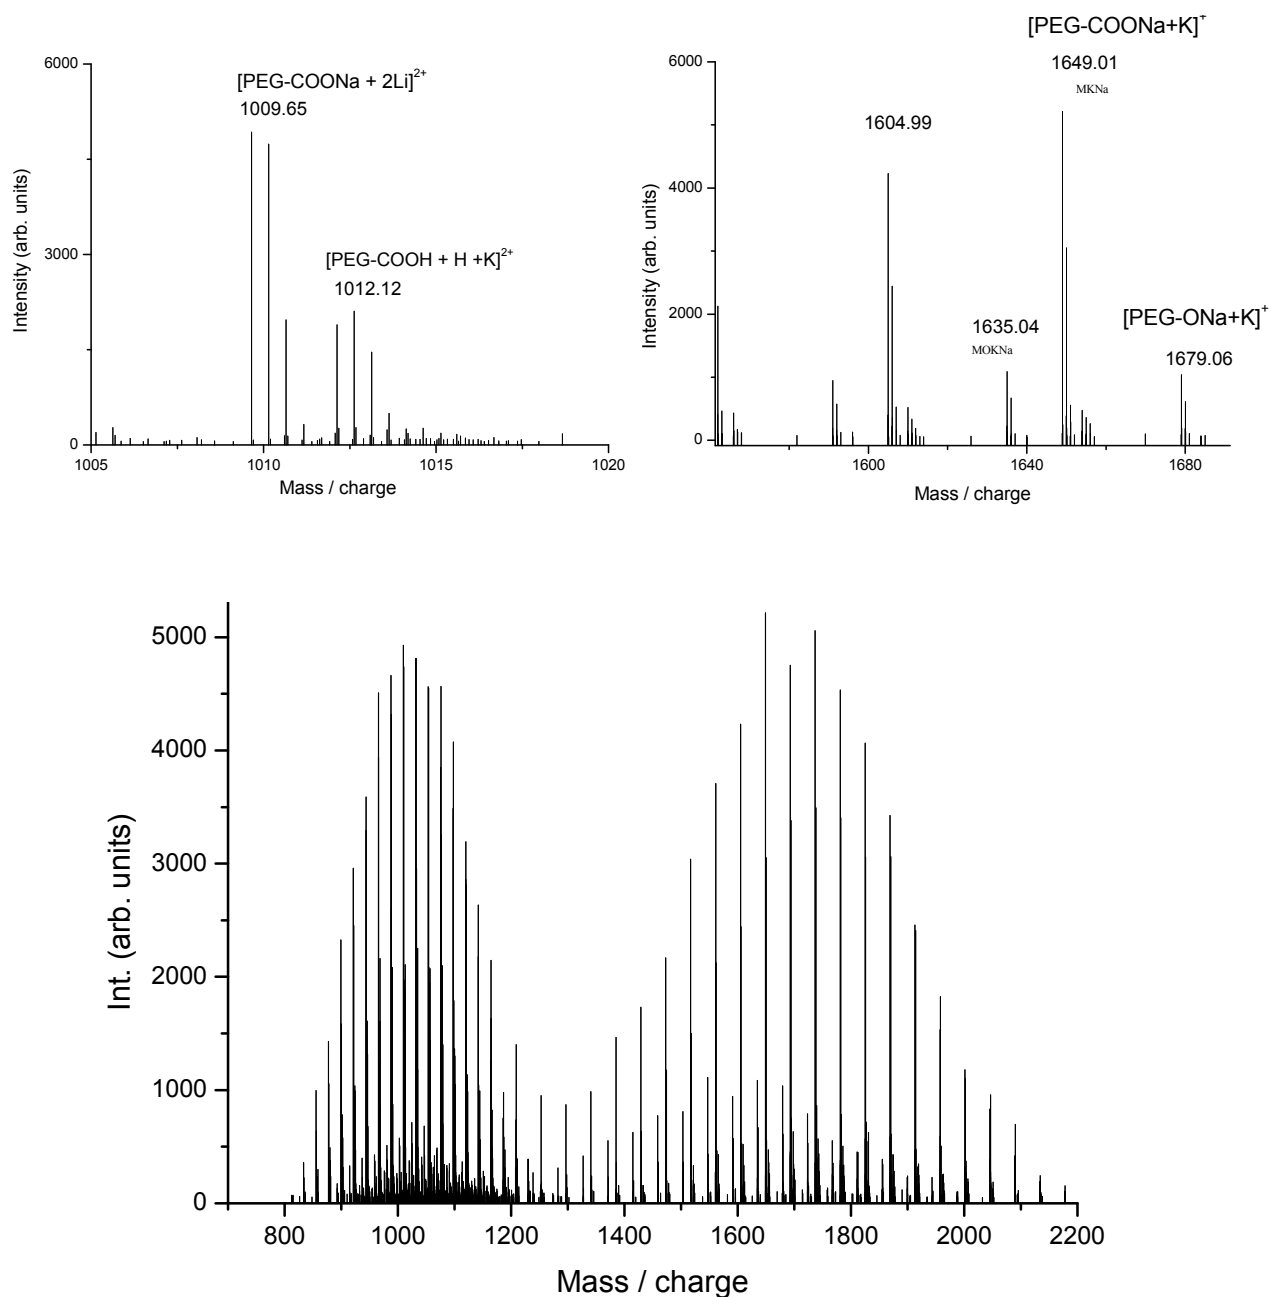 [PEG-COONa + 2Li]²⁺
1009.65
[PEG-COOH + H +K]²⁺
1012.12
6000
3000
0
Intensity (arb. units)
1005
1010
1015
1020
Mass / charge
[PEG-COONa+K]⁺
1649.01
MKNa
1604.99
1635.04
MOKNa
[PEG-ONa+K]⁺
1679.06
6000
4000
2000
0
Intensity (arb. units)
1600
1640
1680
Mass / charge
5000
4000
3000
2000
1000
0
Int. (arb. units)
800
1000
1200
1400
1600
1800
2000
2200
Mass / charge